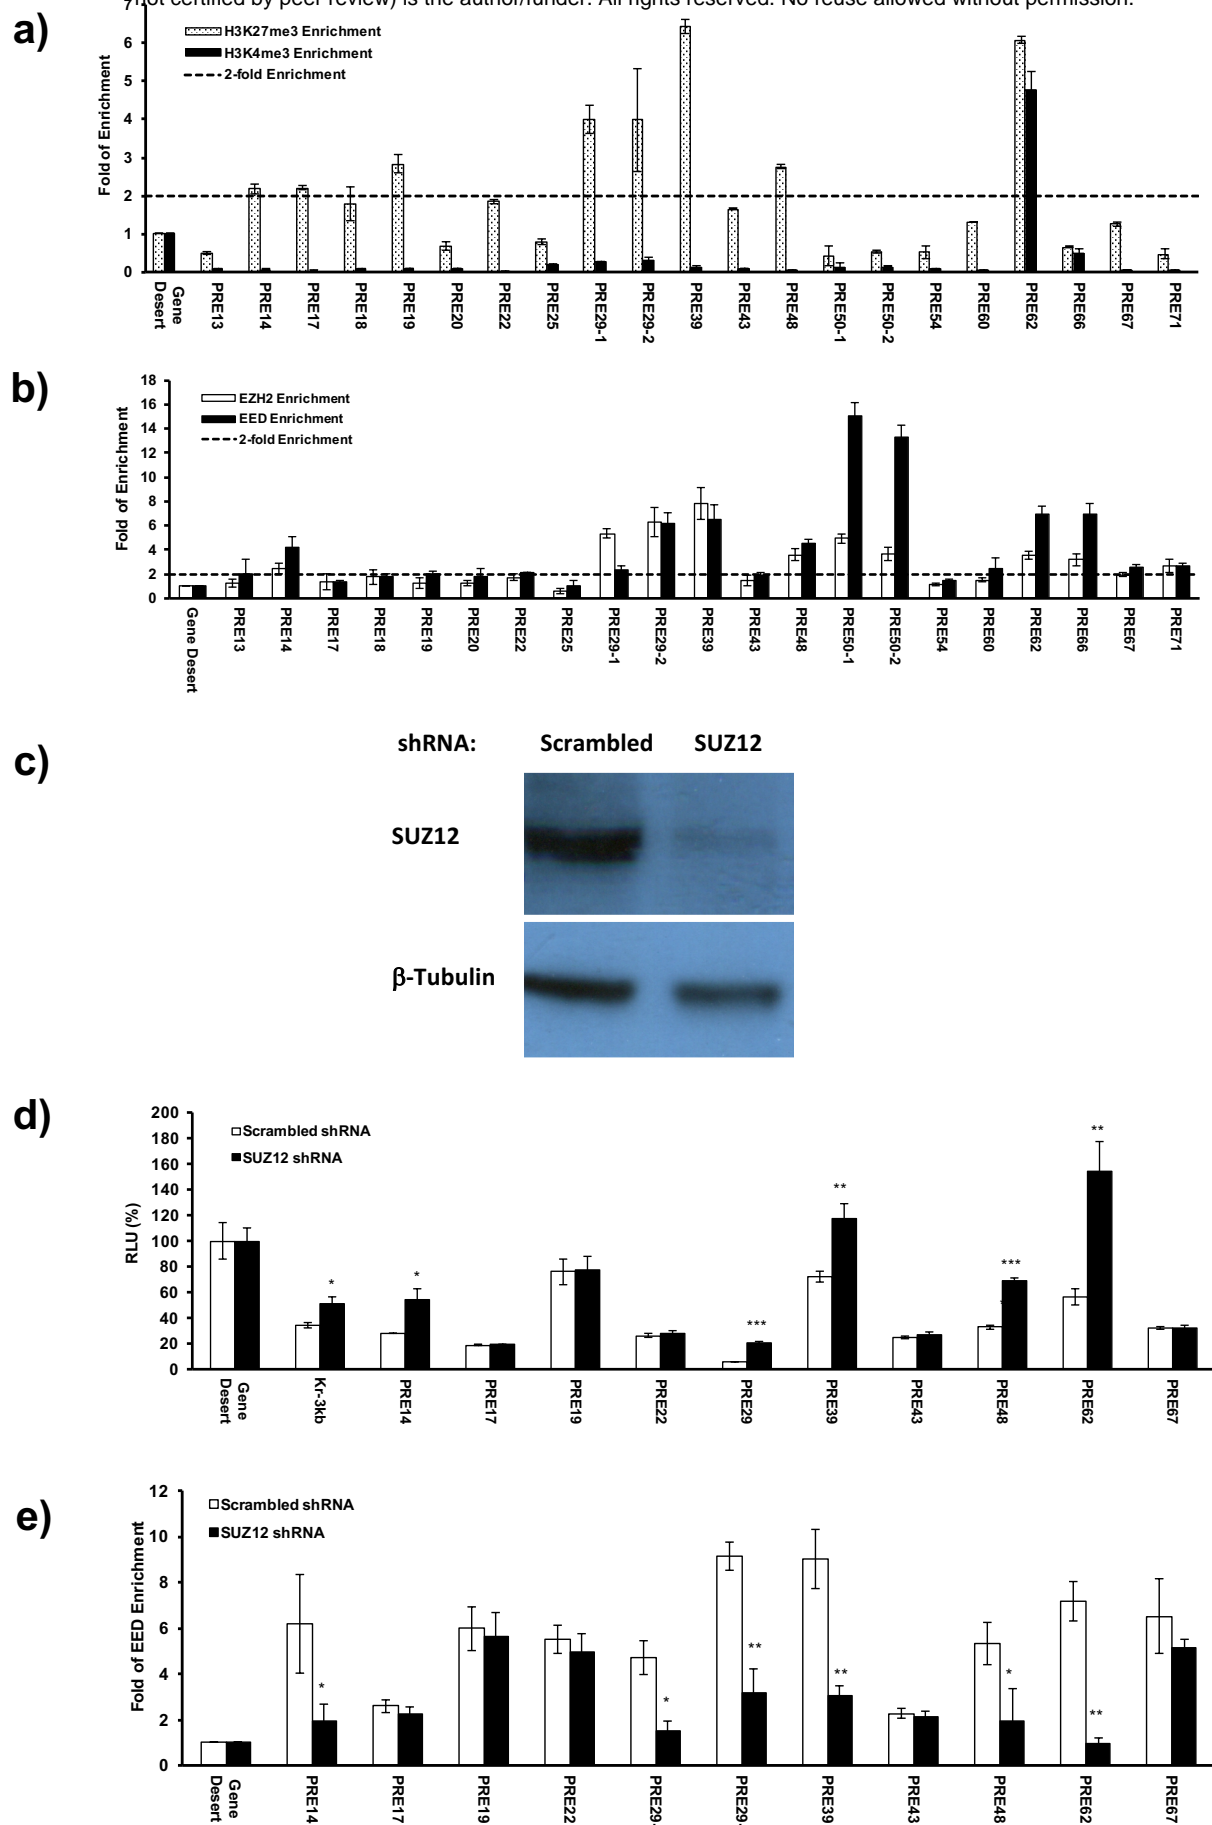 not certified by peer review) is the author/funder. All rights reserved. No reuse allowed without permission.
a)
H3K27me3 Enrichment
H3K4me3 Enrichment
2-fold Enrichment
Fold of Enrichment
7
6
5
4
3
2
1
0
Gene Desert
PRE13
PRE14
PRE17
PRE18
PRE19
PRE20
PRE22
PRE25
PRE29-1
PRE29-2
PRE39
PRE43
PRE48
PRE50-1
PRE50-2
PRE54
PRE60
PRE62
PRE66
PRE67
PRE71
b)
EZH2 Enrichment
EED Enrichment
2-fold Enrichment
Fold of Enrichment
18
16
14
12
10
8
6
4
2
0
Gene Desert
PRE13
PRE14
PRE17
PRE18
PRE19
PRE20
PRE22
PRE25
PRE29-1
PRE29-2
PRE39
PRE43
PRE48
PRE50-1
PRE50-2
PRE54
PRE60
PRE62
PRE66
PRE67
PRE71
c)
shRNA: Scrambled SUZ12
SUZ12
β-Tubulin
d)
Scrambled shRNA
SUZ12 shRNA
RLU (%)
200
180
160
140
120
100
80
60
40
20
0
*
*
***
**
***
**
Gene Desert
Kr-3kb
PRE14
PRE17
PRE19
PRE22
PRE29
PRE39
PRE43
PRE48
PRE62
PRE67
e)
Scrambled shRNA
SUZ12 shRNA
Fold of EED Enrichment
12
10
8
6
4
2
0
*
*
**
**
*
**
Gene Desert
PRE14
PRE17
PRE19
PRE22
PRE29-
PRE29-
PRE39
PRE43
PRE48
PRE62
PRE67